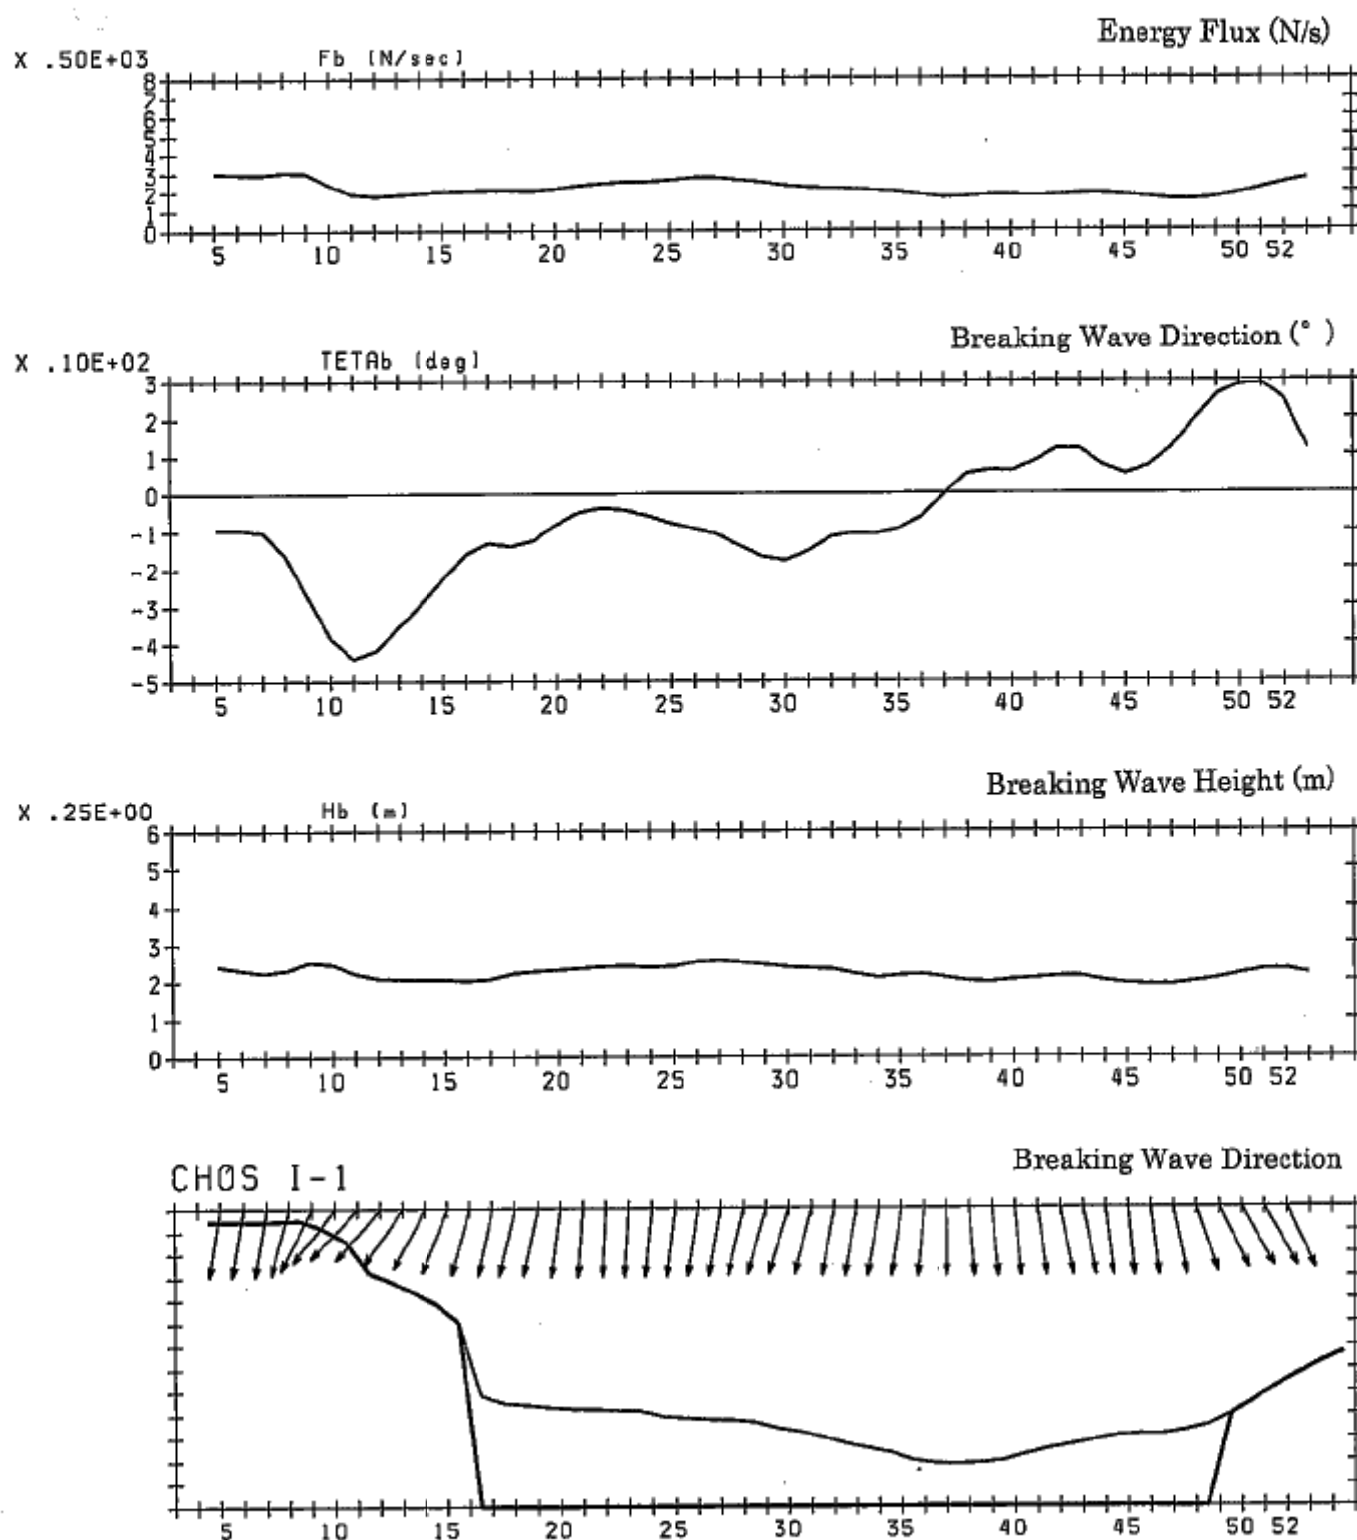 Energy Flux (N/s)
X .50E+03 Fb (N/sec)
8
7
6
5
4
3
2
1
0
5 10 15 20 25 30 35 40 45 50 52
Breaking Wave Direction (° )
X .10E+02 TETAb (deg)
3
2
1
0
-1
-2
-3
-4
-5
5 10 15 20 25 30 35 40 45 50 52
Breaking Wave Height (m)
X .25E+00 Hb (m)
6
5
4
3
2
1
0
5 10 15 20 25 30 35 40 45 50 52
Breaking Wave Direction
CHOS I-1
5 10 15 20 25 30 35 40 45 50 52